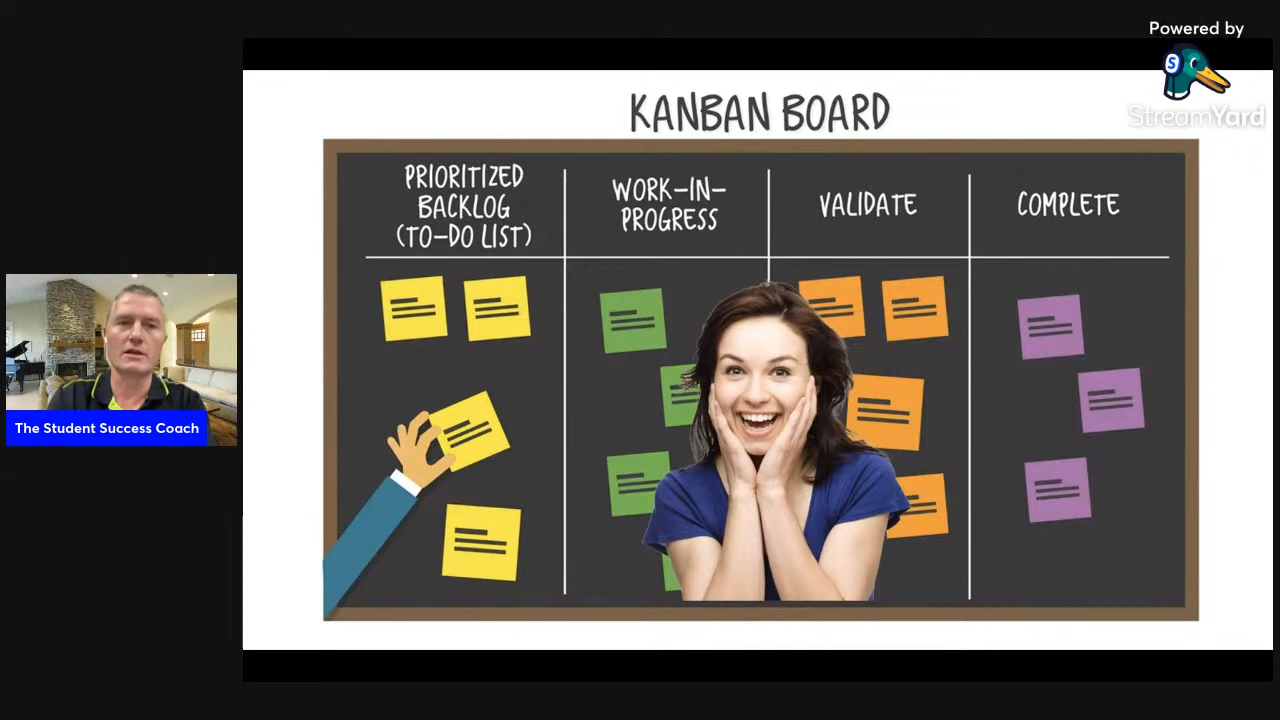 Powered by
S
StreamYard
KANBAN BOARD
PRIORITIZED
BACKLOG
(TO-DO LIST)
WORK-IN-
PROGRESS
VALIDATE
COMPLETE
The Student Success Coach